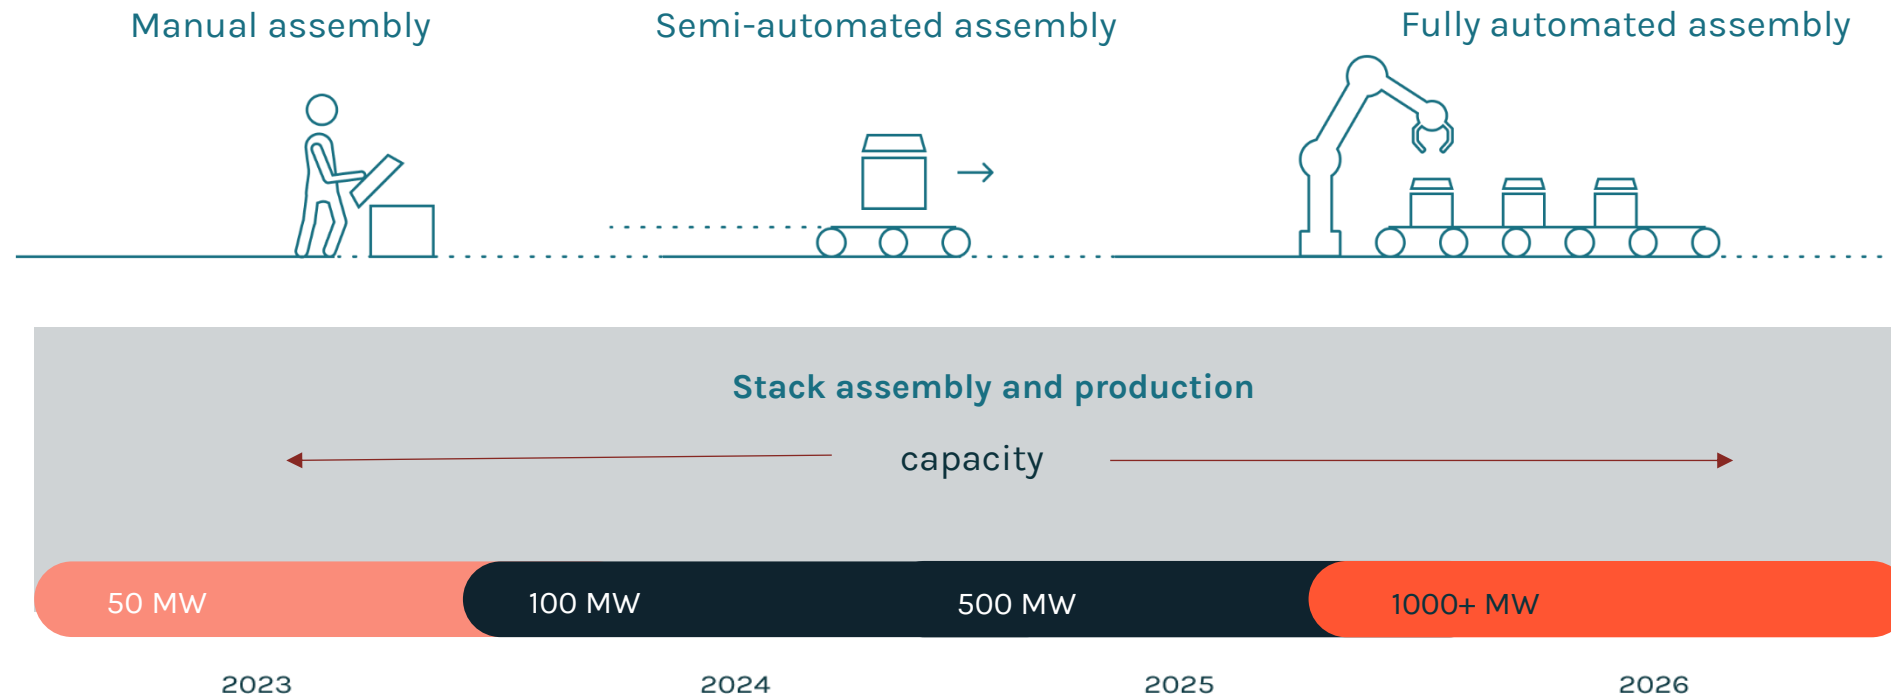 Manual assembly
Semi-automated assembly
Fully automated assembly
Stack assembly and production
capacity
50 MW
100 MW
500 MW
1000+ MW
2023
2024
2025
2026